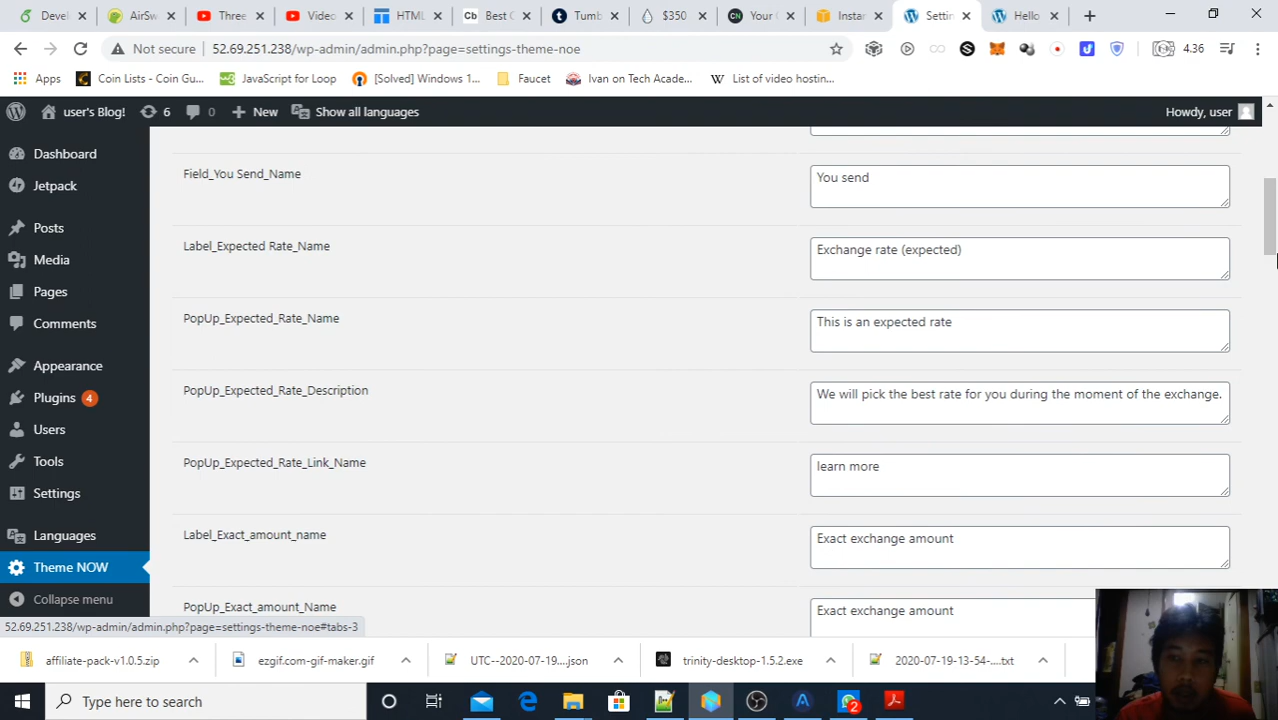 Develo
AirSw
Three
Video
HTML
Cb
Best C
Tumb
$350
CN
Your C
Instan
Settin
Hello
Not secure
52.69.251.238/wp-admin/admin.php?page=settings-theme-noe
4.36
Apps
Coin Lists - Coin Gu...
JavaScript for Loop
[Solved] Windows 1...
Faucet
Ivan on Tech Acade...
W
List of video hostin...
user's Blog!
6
0
New
Show all languages
Howdy, user
Dashboard
Jetpack
Posts
Media
Pages
Comments
Appearance
Plugins
4
Users
Tools
Settings
Languages
Theme NOW
Collapse menu
Field_You Send_Name
You send
Label_Expected Rate_Name
Exchange rate (expected)
PopUp_Expected_Rate_Name
This is an expected rate
PopUp_Expected_Rate_Description
We will pick the best rate for you during the moment of the exchange.
PopUp_Expected_Rate_Link_Name
learn more
Label_Exact_amount_name
Exact exchange amount
PopUp_Exact_amount_Name
Exact exchange amount
52.69.251.238/wp-admin/admin.php?page=settings-theme-noe#tabs-3
affiliate-pack-v1.0.5.zip
ezgif.com-gif-maker.gif
UTC--2020-07-19....json
trinity-desktop-1.5.2.exe
2020-07-19-13-54-....txt
Type here to search
2